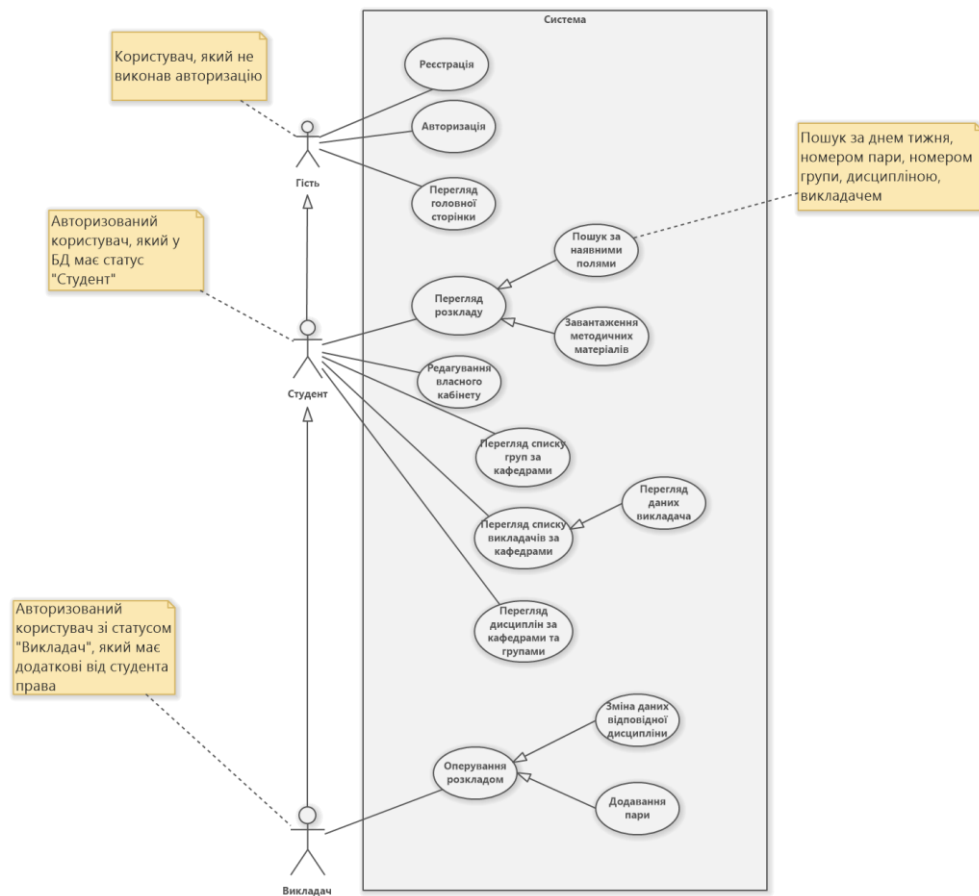 Система
Користувач, який не
виконав авторизацію
Реєстрація
Авторизація
Гість
Перегляд
головної
сторінки
Пошук за днем тижня,
номером пари, номером
групи, дисципліною,
викладачем
Авторизований
користувач, який у
БД має статус
"Студент"
Пошук за
наявними
полями
Перегляд
розкладу
Завантаження
методичних
матеріалів
Студент
Редагування
власного
кабінету
Перегляд списку
груп за
кафедрами
Перегляд
даних
викладача
Перегляд списку
викладачів за
кафедрами
Перегляд
дисциплін за
кафедрами та
групами
Авторизований
користувач зі статусом
"Викладач", який має
додаткові від студента
права
Зміна даних
відповідної
дисципліни
Оперування
розкладом
Додавання
пари
Викладач